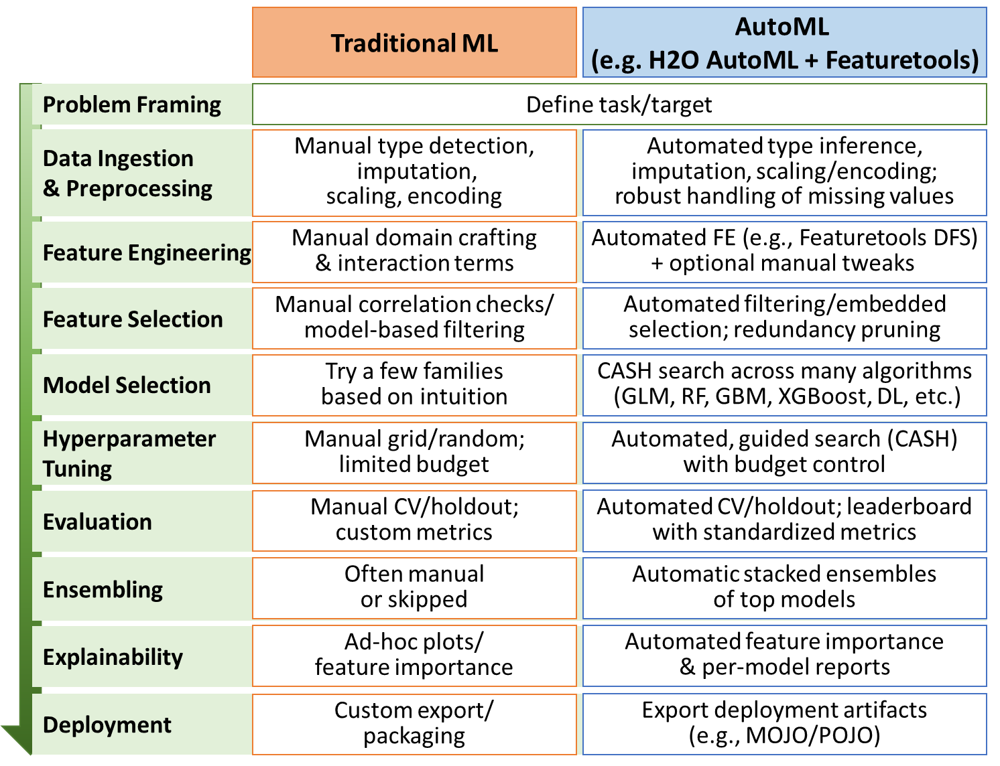 Traditional ML
AutoML
(e.g. H2O AutoML + Featuretools)
Problem Framing
Define task/target
Data Ingestion
& Preprocessing
Manual type detection,
imputation,
scaling, encoding
Automated type inference,
imputation, scaling/encoding;
robust handling of missing values
Feature Engineering
Manual domain crafting
& interaction terms
Automated FE (e.g., Featuretools DFS)
+ optional manual tweaks
Feature Selection
Manual correlation checks/
model-based filtering
Automated filtering/embedded
selection; redundancy pruning
Model Selection
Try a few families
based on intuition
CASH search across many algorithms
(GLM, RF, GBM, XGBoost, DL, etc.)
Hyperparameter
Tuning
Manual grid/random;
limited budget
Automated, guided search (CASH)
with budget control
Evaluation
Manual CV/holdout;
custom metrics
Automated CV/holdout; leaderboard
with standardized metrics
Ensembling
Often manual
or skipped
Automatic stacked ensembles
of top models
Explainability
Ad-hoc plots/
feature importance
Automated feature importance
& per-model reports
Deployment
Custom export/
packaging
Export deployment artifacts
(e.g., MOJO/POJO)